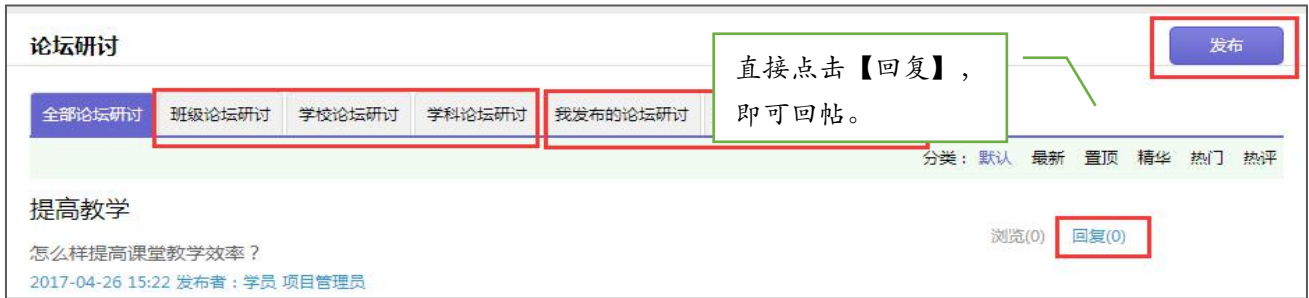 论坛研讨
发布
直接点击【回复】，
即可回帖。
全部论坛研讨 班级论坛研讨 学校论坛研讨 学科论坛研讨 我发布的论坛研讨
分类：默认 最新 置顶 精华 热门 热评
提高教学
浏览(0) 回复(0)
怎么样提高课堂教学效率？
2017-04-26 15:22 发布者：学员 项目管理员